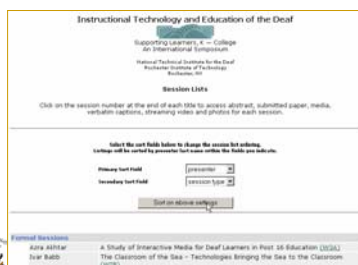 Instructional Technology and Education of the Deaf
Supporting Learners, K – College
An International Symposium
National Technical Institute for the Deaf
Rochester Institute of Technology
Rochester, NY
Session Lists
Click on the session number at the end of each title to access abstract, submitted paper, media,
verbatim captions, streaming video and photos for each session.
Select the sort fields below to change the session list ordering.
Listings will be sorted by presenter last name within the fields you indicate.
Primary Sort Field presenter
Secondary Sort Field session type
Sort on above settings
Formal Sessions
Azra Akhtar A Study of Interactive Media for Deaf Learners in Post 16 Education
Ivar Babb The Classroom of the Sea - Technologies Bringing the Sea to the Classroom